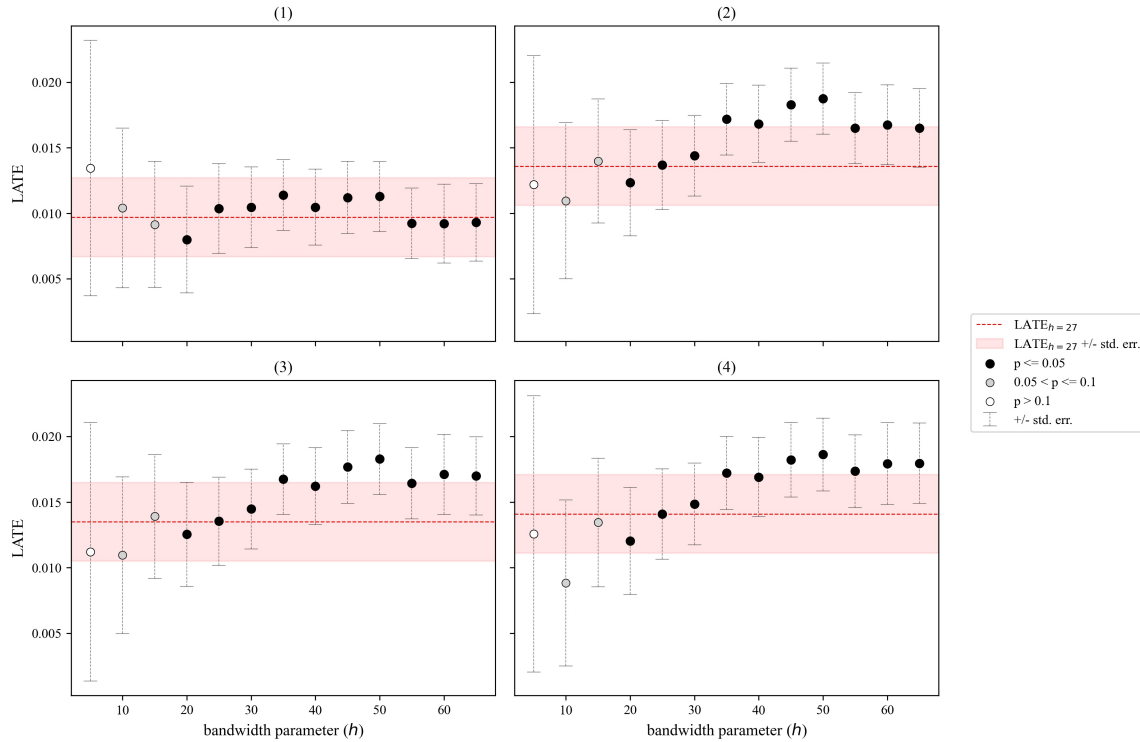 (1)
(2)
LATE
0.020
0.015
0.010
0.005
(3)
(4)
LATE
0.020
0.015
0.010
0.005
10 20 30 40 50 60
10 20 30 40 50 60
bandwidth parameter (h)
bandwidth parameter (h)
LATE h=27
LATE h=27 +/- std. err.
p <= 0.05
0.05 < p <= 0.1
p > 0.1
+/- std. err.